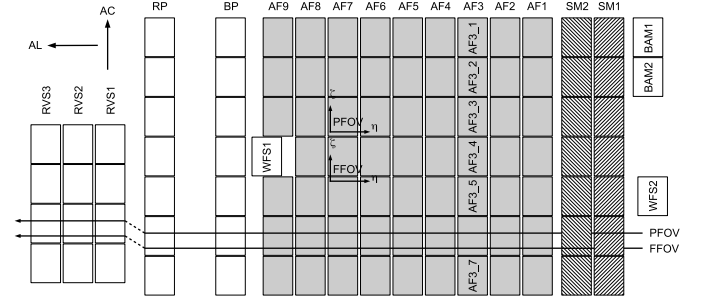 AC
RP
BP
AF9
AF8
AF7
AF6
AF5
AF4
AF3
AF2
AF1
SM2
SM1
AL
AF3_1
BAM1
AF3_2
BAM2
RVS3
RVS2
RVS1
ζ
AF3_3
PFOV
η
WFS1
ζ
AF3_4
FFOV
η
AF3_5
WFS2
PFOV
FFOV
AF3_7